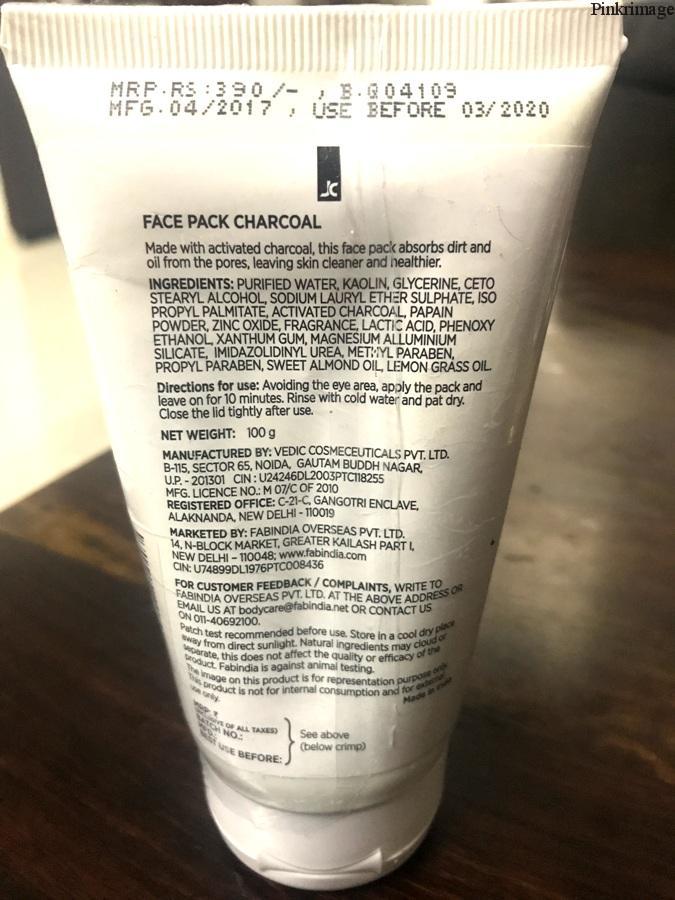 Pinkrimage
MRP.RS:390/- , B.G04109
MFG.04/2017 , USE BEFORE 03/2020
JC
FACE PACK CHARCOAL
Made with activated charcoal, this face pack absorbs dirt and
oil from the pores, leaving skin cleaner and healthier.
INGREDIENTS: PURIFIED WATER, KAOLIN, GLYCERINE, CETO
STEARYL ALCOHOL, SODIUM LAURYL ETHER SULPHATE, ISO
PROPYL PALMITATE, ACTIVATED CHARCOAL, PAPAIN
POWDER, ZINC OXIDE, FRAGRANCE, LACTIC ACID, PHENOXY
ETHANOL, XANTHUM GUM, MAGNESIUM ALLUMINIUM
SILICATE, IMIDAZOLIDINYL UREA, METHYL PARABEN,
PROPYL PARABEN, SWEET ALMOND OIL, LEMON GRASS OIL.
Directions for use: Avoiding the eye area, apply the pack and
leave on for 10 minutes. Rinse with cold water and pat dry.
Close the lid tightly after use.
NET WEIGHT: 100 g
MANUFACTURED BY: VEDIC COSMECEUTICALS PVT. LTD.
B-115, SECTOR 65, NOIDA, GAUTAM BUDDH NAGAR,
U.P. - 201301 CIN : U24246DL2003PTC118255
MFG. LICENCE NO.: M 07/C OF 2010
REGISTERED OFFICE: C-21-C, GANGOTRI ENCLAVE,
ALAKNANDA, NEW DELHI - 110019
MARKETED BY: FABINDIA OVERSEAS PVT. LTD.
14, N-BLOCK MARKET, GREATER KAILASH PART I,
NEW DELHI - 110048; www.fabindia.com
CIN: U74899DL1976PTC008436
FOR CUSTOMER FEEDBACK / COMPLAINTS, WRITE TO
FABINDIA OVERSEAS PVT. LTD. AT THE ABOVE ADDRESS OR
EMAIL US AT bodycare@fabindia.net OR CONTACT US
ON 011-40692100.
Patch test recommended before use. Store in a cool dry place
away from direct sunlight. Natural ingredients may cloud or
separate, this does not affect the quality or efficacy of the
product. Fabindia is against animal testing.
The image on this product is for representation purpose only.
This product is not for internal consumption and for external
use only.
Made in India
MRP: ₹
OF ALL TAXES)
BATCH NO.:
USE BEFORE:
See above
(below crimp)